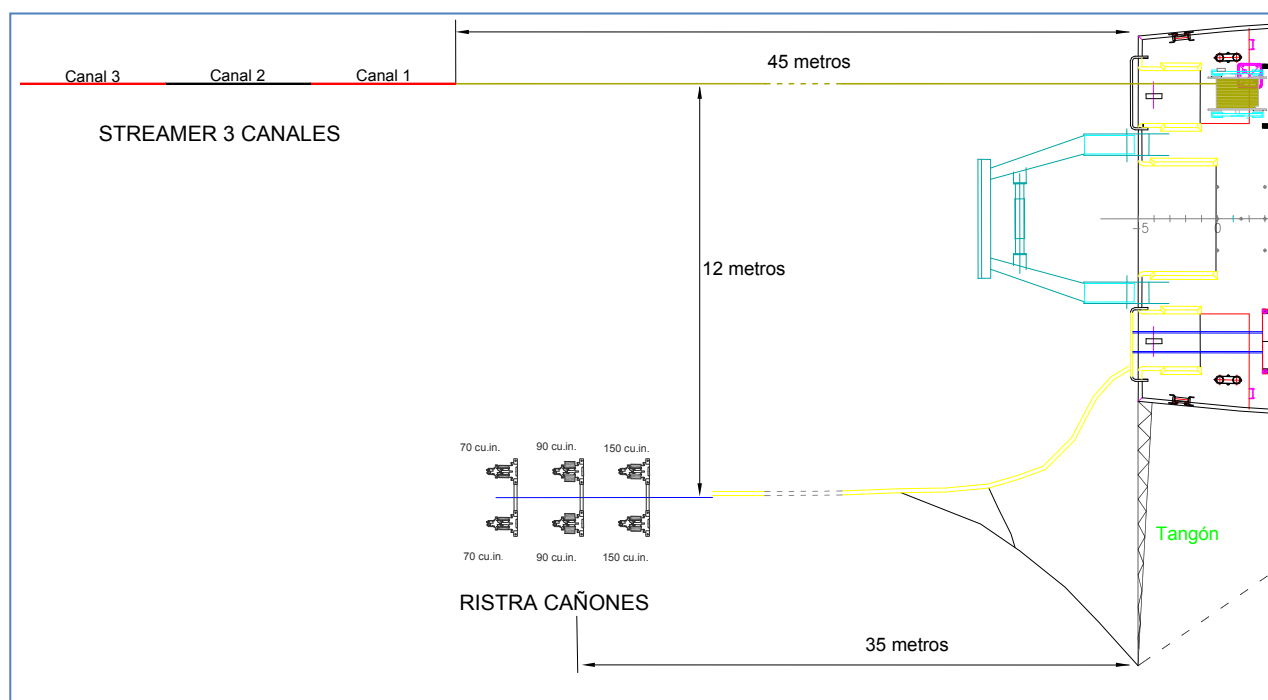 45 metros
Canal 3
Canal 2
Canal 1
STREAMER 3 CANALES
-5
0
12 metros
70 cu.in.
90 cu.in.
150 cu.in.
70 cu.in.
90 cu.in.
150 cu.in.
Tangón
RISTRA CAÑONES
35 metros